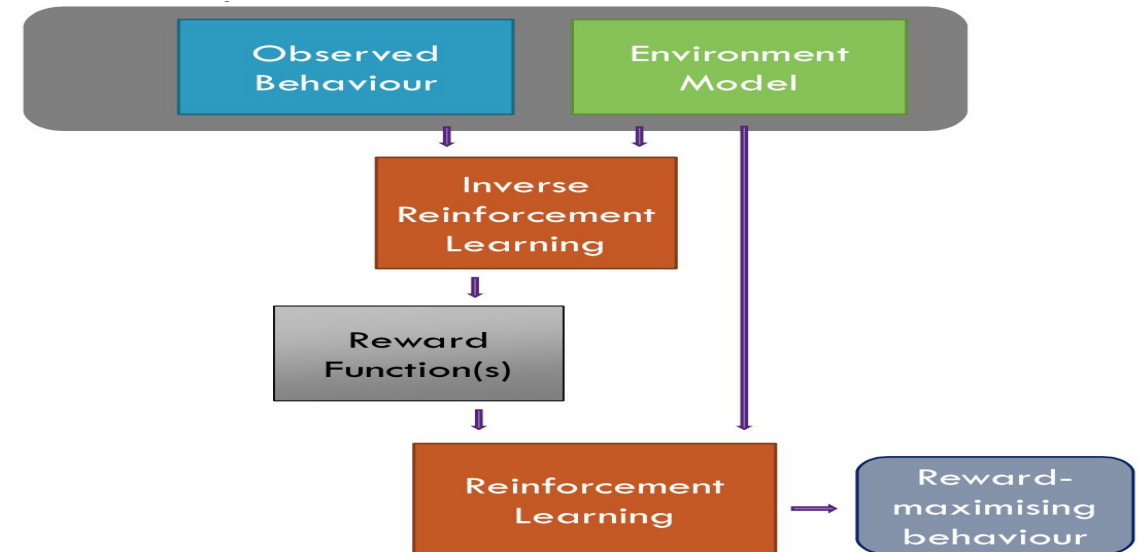 Observed
Behaviour
Environment
Model
Inverse
Reinforcement
Learning
Reward
Function(s)
Reinforcement
Learning
Reward-
maximising
behaviour